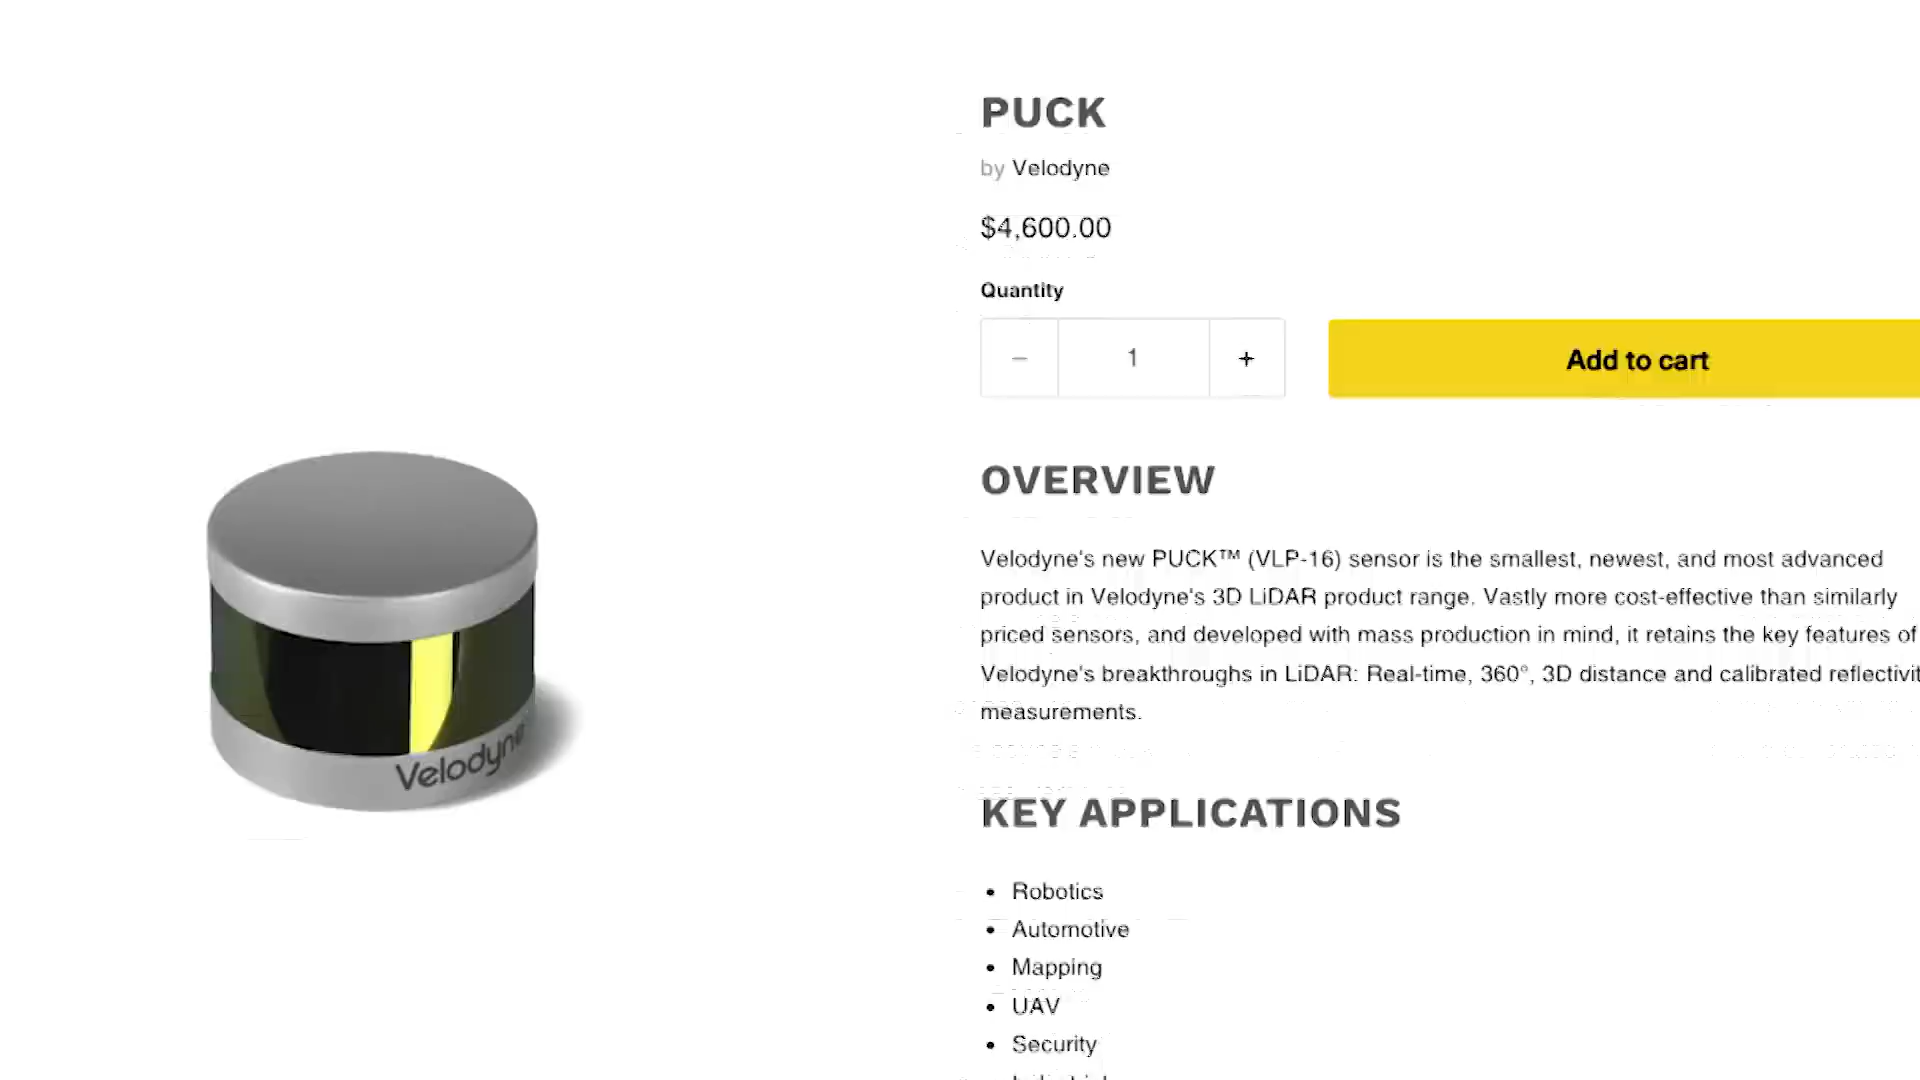 PUCK
by Velodyne
$4,600.00
Quantity
− 1 +
Add to cart
OVERVIEW
Velodyne's new PUCK™ (VLP-16) sensor is the smallest, newest, and most advanced
product in Velodyne's 3D LiDAR product range. Vastly more cost-effective than similarly
priced sensors, and developed with mass production in mind, it retains the key features of
Velodyne's breakthroughs in LiDAR: Real-time, 360°, 3D distance and calibrated reflectivit
measurements.
Velodyne
KEY APPLICATIONS
• Robotics
• Automotive
• Mapping
• UAV
• Security